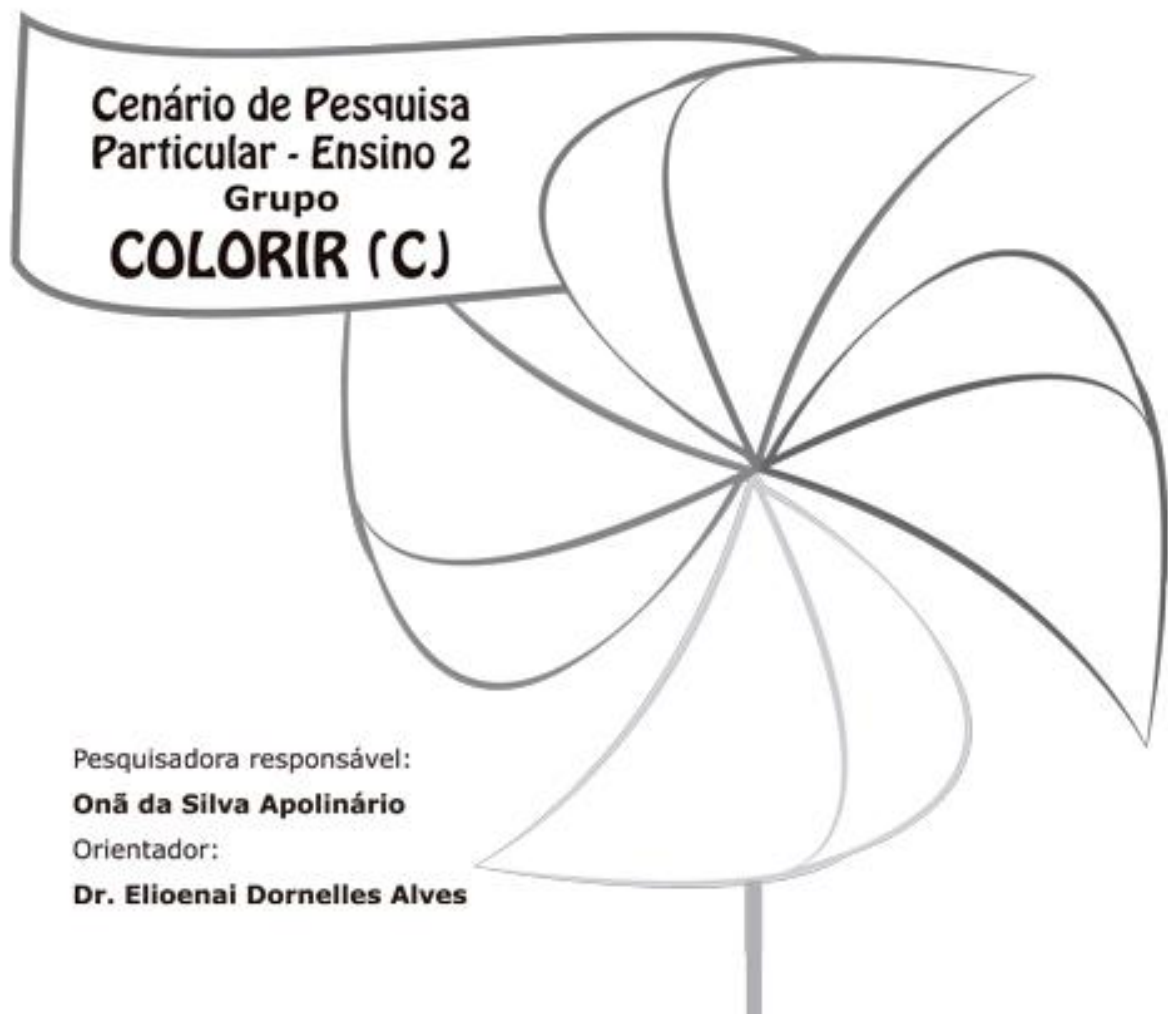 Cenário de Pesquisa
Particular - Ensino 2
Grupo
COLORIR (C)
Pesquisadora responsável:
Onã da Silva Apolinário
Orientador:
Dr. Elioenai Dornelles Alves